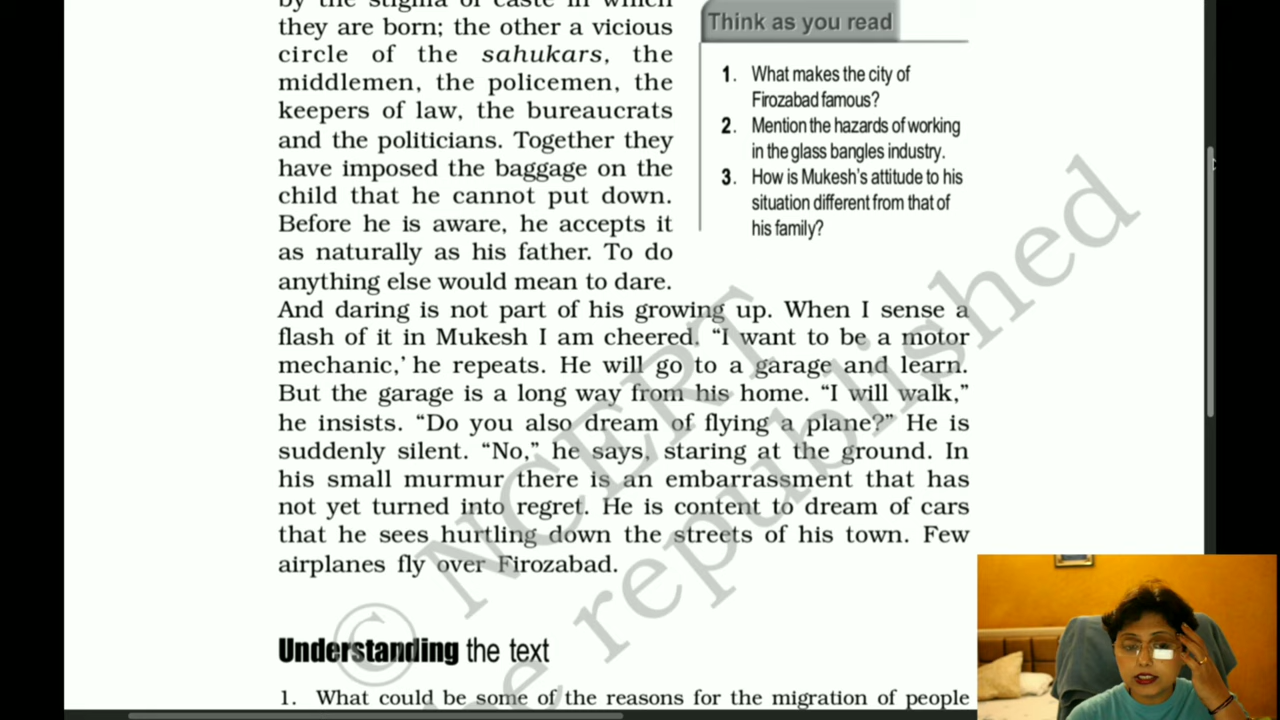 by the stigma of caste in which
they are born; the other a vicious
circle of the sahukars, the
middlemen, the policemen, the
keepers of law, the bureaucrats
and the politicians. Together they
have imposed the baggage on the
child that he cannot put down.
Before he is aware, he accepts it
as naturally as his father. To do
anything else would mean to dare.
And daring is not part of his growing up. When I sense a
flash of it in Mukesh I am cheered. “I want to be a motor
mechanic,’ he repeats. He will go to a garage and learn.
But the garage is a long way from his home. “I will walk,”
he insists. “Do you also dream of flying a plane?” He is
suddenly silent. “No,” he says, staring at the ground. In
his small murmur there is an embarrassment that has
not yet turned into regret. He is content to dream of cars
that he sees hurtling down the streets of his town. Few
airplanes fly over Firozabad.
Think as you read
1. What makes the city of
Firozabad famous?
2. Mention the hazards of working
in the glass bangles industry.
3. How is Mukesh’s attitude to his
situation different from that of
his family?
Understanding the text
1. What could be some of the reasons for the migration of people
© NCERT
be republished